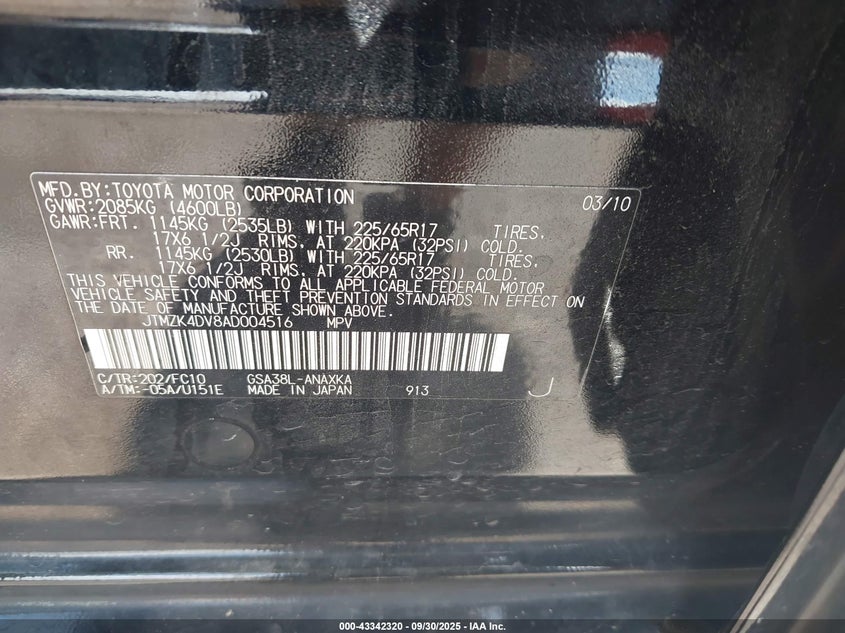 MFD.BY:TOYOTA MOTOR CORPORATION 03/10
GVWR:2085KG (4600LB)
GAWR:FRT. 1145KG (2535LB) WITH 225/65R17 TIRES,
17X6 1/2J RIMS, AT 220KPA (32PSI) COLD.
RR. 1145KG (2530LB) WITH 225/65R17 TIRES,
17X6 1/2J RIMS, AT 220KPA (32PSI) COLD.
THIS VEHICLE CONFORMS TO ALL APPLICABLE FEDERAL MOTOR
VEHICLE SAFETY AND THEFT PREVENTION STANDARDS IN EFFECT ON
THE DATE OF MANUFACTURE SHOWN ABOVE.
JTMZK4DV8AD004516 MPV
C/TR:202/FC10 GSA38L-ANAXKA
A/TM:-05A/U151E MADE IN JAPAN 913 J
000-43342320 - 09/30/2025 - IAA Inc.